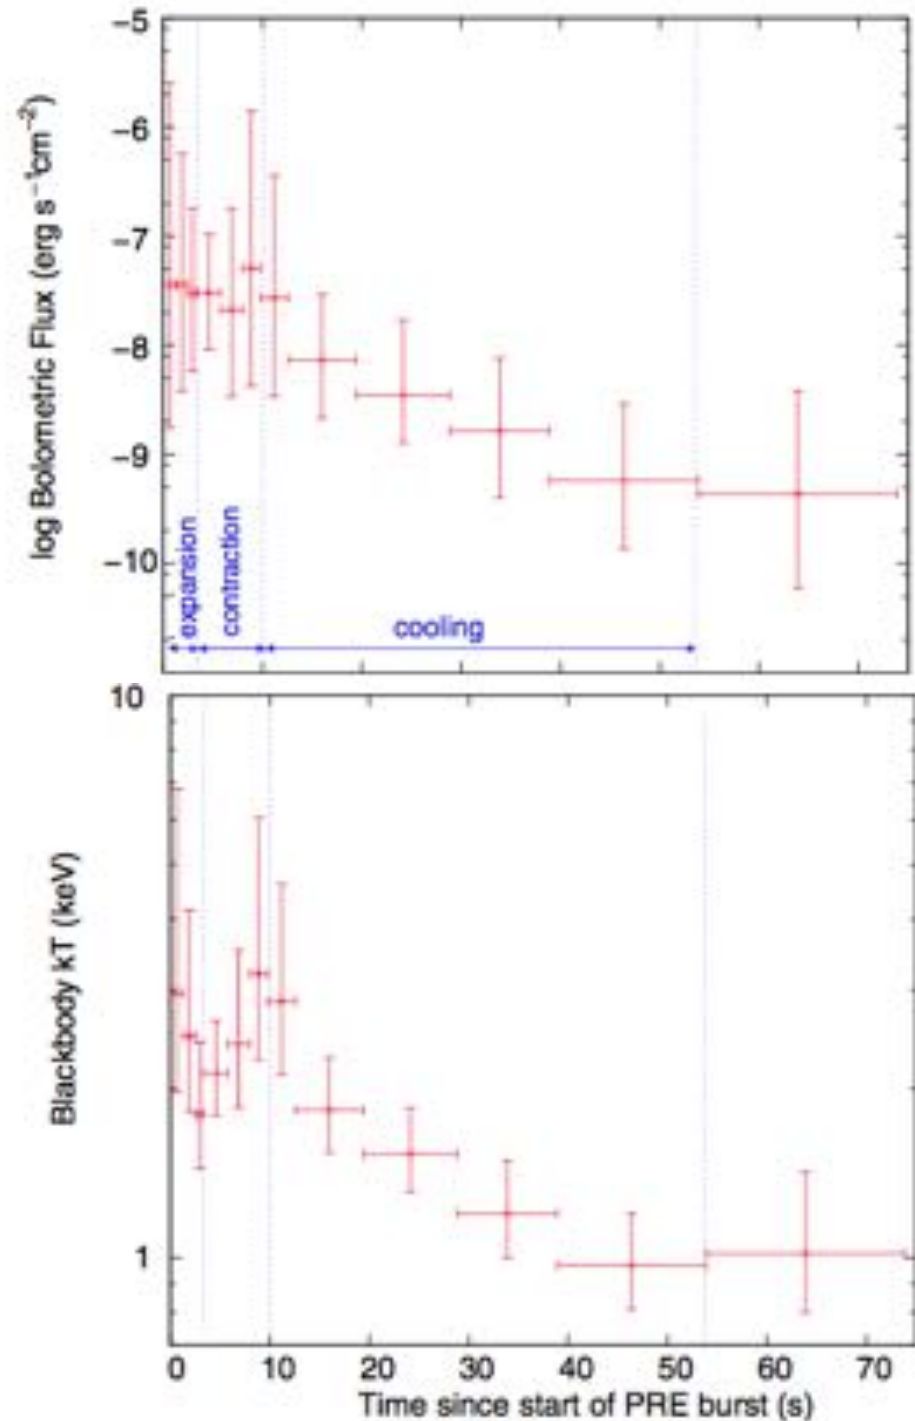 log Bolometric Flux (erg s⁻¹cm⁻²)
−5
−6
−7
−8
−9
−10
expansion
contraction
cooling
Blackbody kT (keV)
10
1
0 10 20 30 40 50 60 70
Time since start of PRE burst (s)